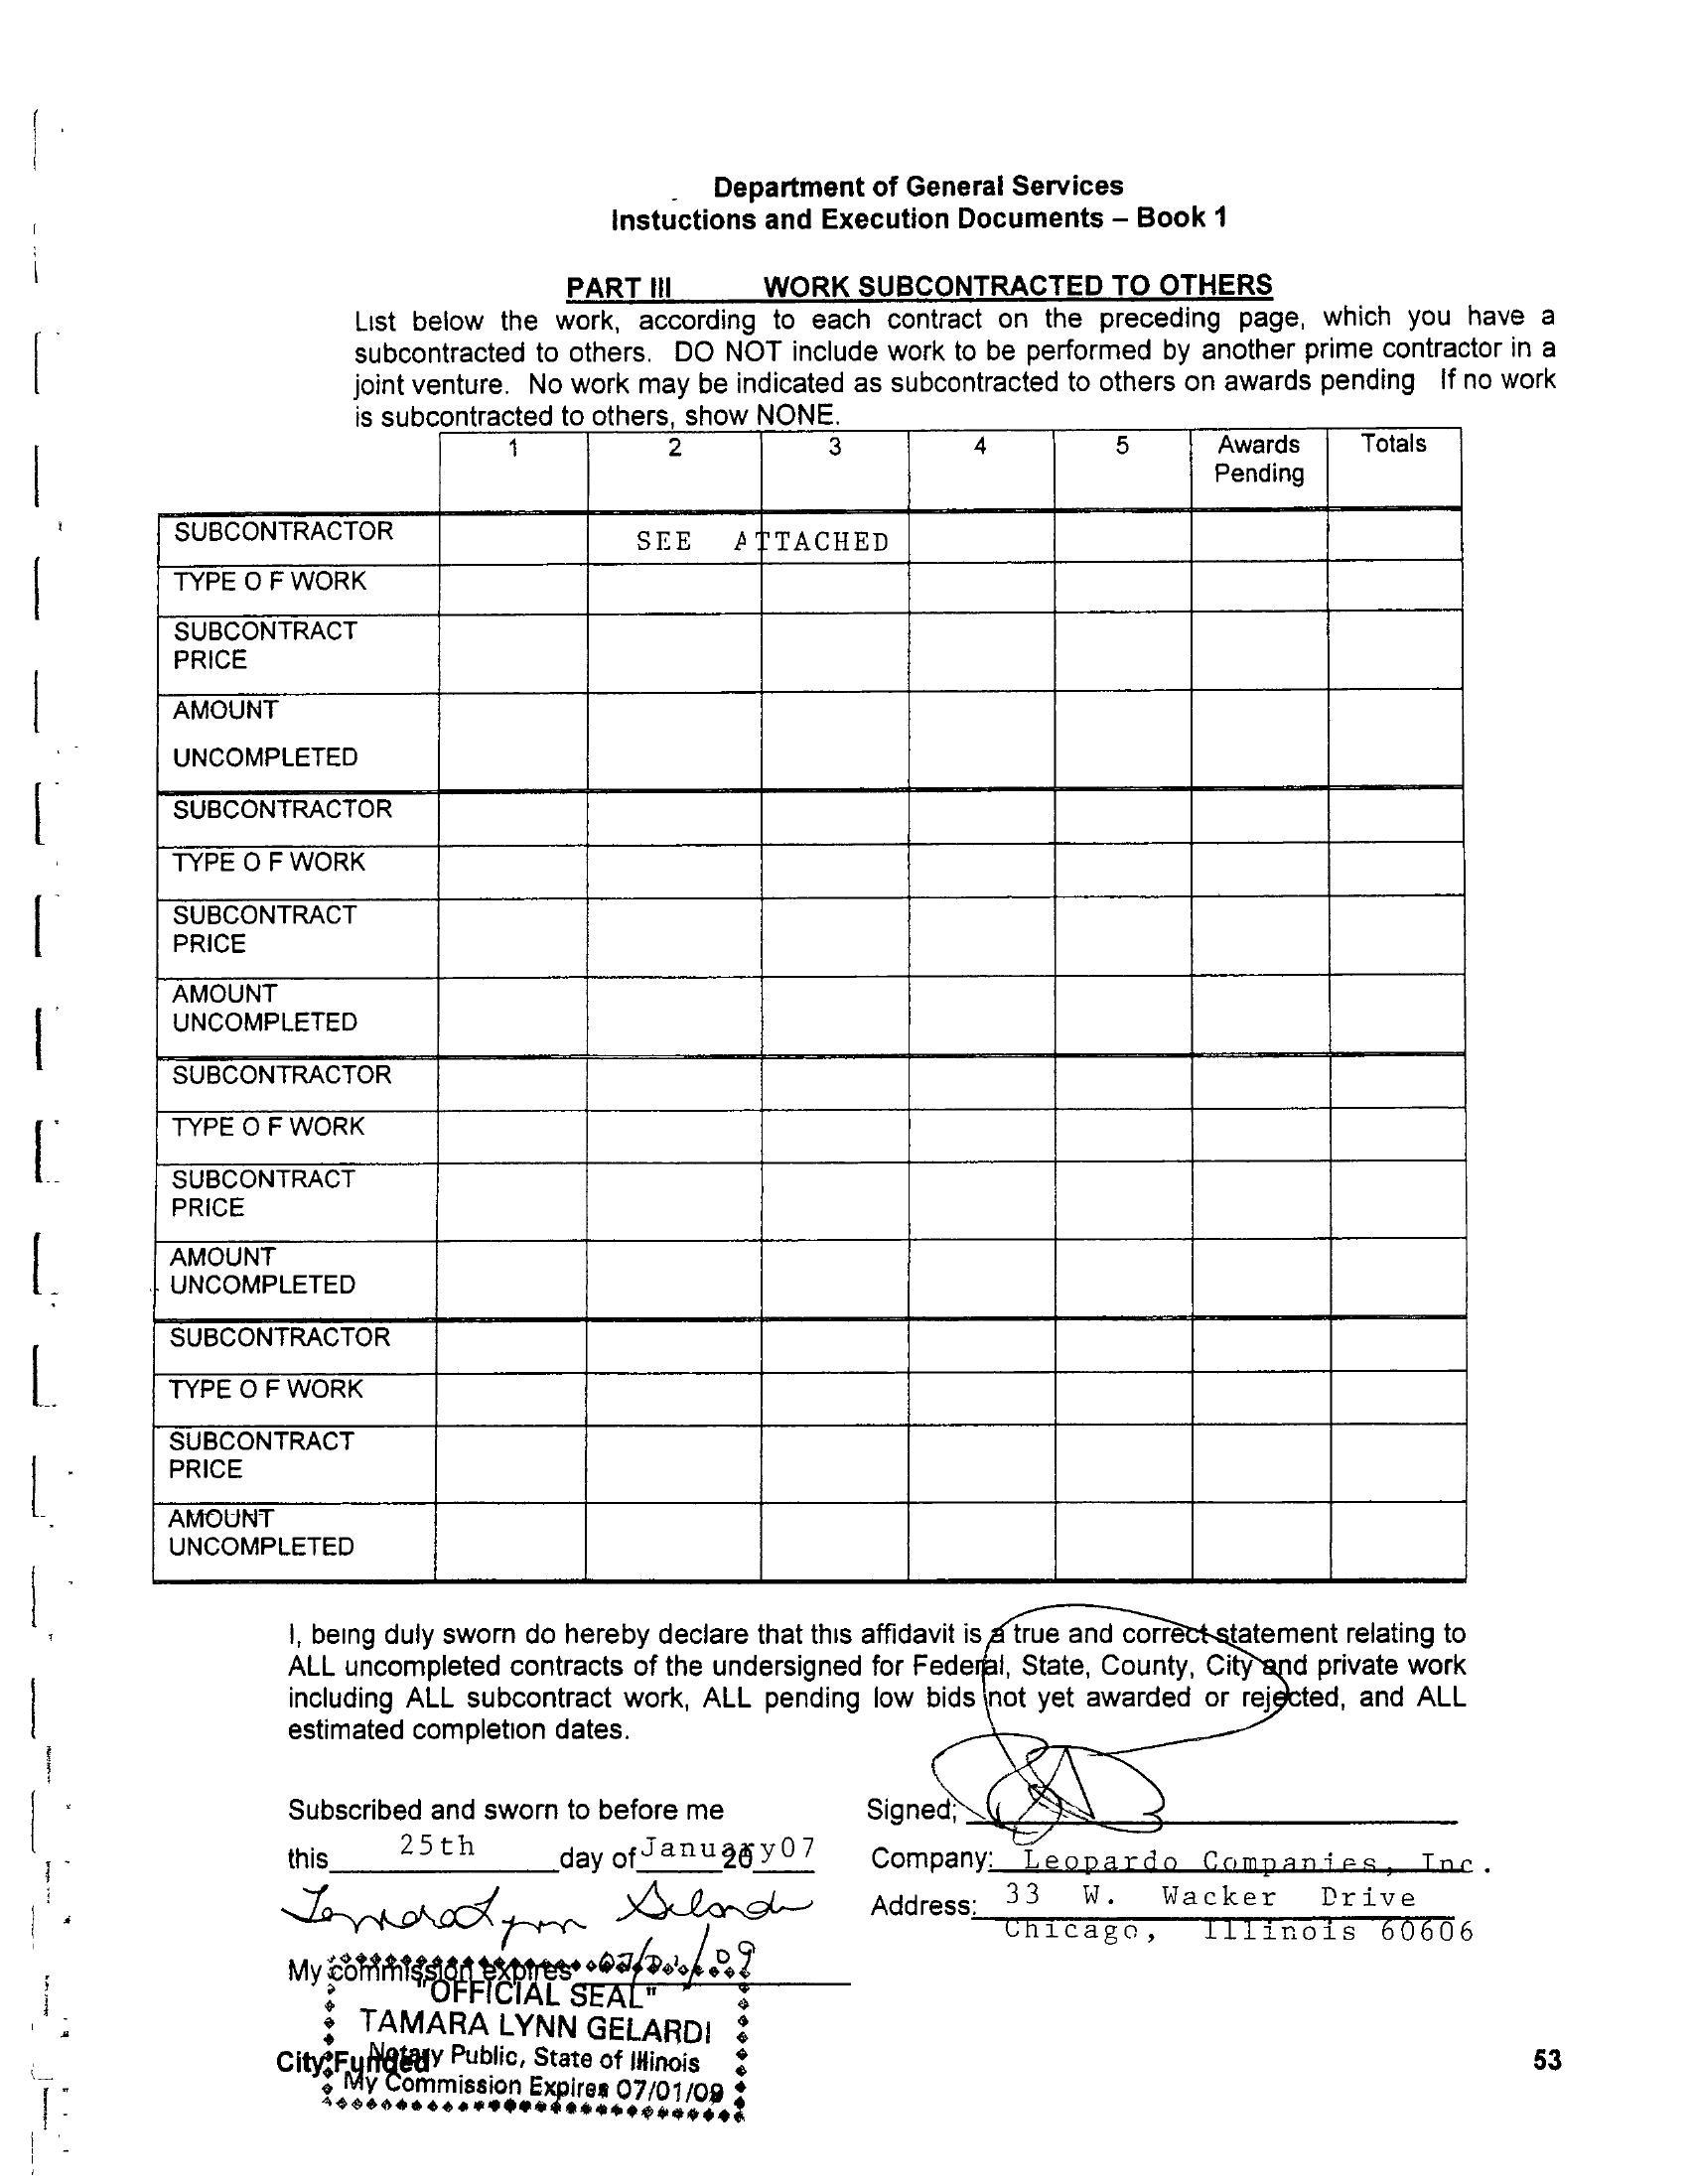 Department of General Services
Instuctions and Execution Documents – Book 1
PART III WORK SUBCONTRACTED TO OTHERS
List below the work, according to each contract on the preceding page, which you have a
subcontracted to others. DO NOT include work to be performed by another prime contractor in a
joint venture. No work may be indicated as subcontracted to others on awards pending If no work
is subcontracted to others, show NONE.
1 2 3 4 5 Awards Pending Totals
SUBCONTRACTOR SEE ATTACHED
TYPE O F WORK
SUBCONTRACT
PRICE
AMOUNT
UNCOMPLETED
SUBCONTRACTOR
TYPE O F WORK
SUBCONTRACT
PRICE
AMOUNT
UNCOMPLETED
SUBCONTRACTOR
TYPE O F WORK
SUBCONTRACT
PRICE
AMOUNT
UNCOMPLETED
SUBCONTRACTOR
TYPE O F WORK
SUBCONTRACT
PRICE
AMOUNT
UNCOMPLETED
I, being duly sworn do hereby declare that this affidavit is a true and correct statement relating to
ALL uncompleted contracts of the undersigned for Federal, State, County, City and private work
including ALL subcontract work, ALL pending low bids not yet awarded or rejected, and ALL
estimated completion dates.
Subscribed and sworn to before me Signed;
this 25th day of January 20 07 Company: Leopardo Companies, Inc.
Tamara Lynn Gelardi Address: 33 W. Wacker Drive
Chicago, Illinois 60606
My commission expires 07/01/09
"OFFICIAL SEAL"
TAMARA LYNN GELARDI
Notary Public, State of Illinois
My Commission Expires 07/01/09
City Funded 53